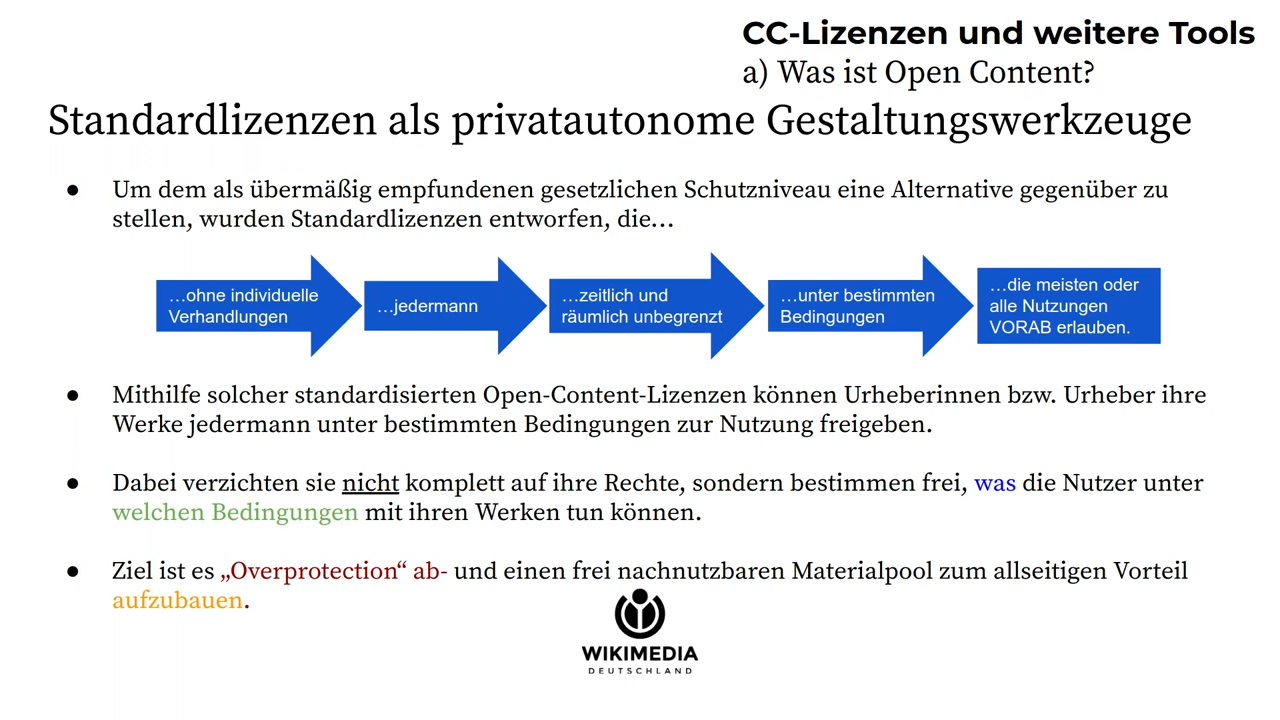 CC-Lizenzen und weitere Tools
a) Was ist Open Content?
Standardlizenzen als privatautonome Gestaltungswerkzeuge
● Um dem als übermäßig empfundenen gesetzlichen Schutzniveau eine Alternative gegenüber zu
stellen, wurden Standardlizenzen entworfen, die…
…ohne individuelle
Verhandlungen
…jedermann
…zeitlich und
räumlich unbegrenzt
…unter bestimmten
Bedingungen
…die meisten oder
alle Nutzungen
VORAB erlauben.
● Mithilfe solcher standardisierten Open-Content-Lizenzen können Urheberinnen bzw. Urheber ihre
Werke jedermann unter bestimmten Bedingungen zur Nutzung freigeben.
● Dabei verzichten sie nicht komplett auf ihre Rechte, sondern bestimmen frei, was die Nutzer unter
welchen Bedingungen mit ihren Werken tun können.
● Ziel ist es „Overprotection“ ab- und einen frei nachnutzbaren Materialpool zum allseitigen Vorteil
aufzubauen.
WIKIMEDIA
DEUTSCHLAND